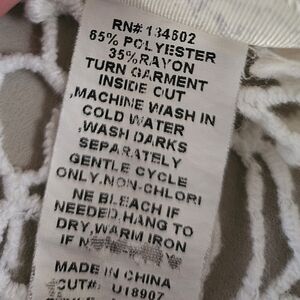 RN# 134602
65% POLYESTER
35% RAYON
TURN GARMENT
INSIDE OUT
,MACHINE WASH IN
COLD WATER
,WASH DARKS
SEPARATELY
GENTLE CYCLE
ONLY,NON-CHLORI
NE BLEACH IF
NEEDED,HANG TO
DRY,WARM IRON
IF
MADE IN CHINA
CUT#: U18907